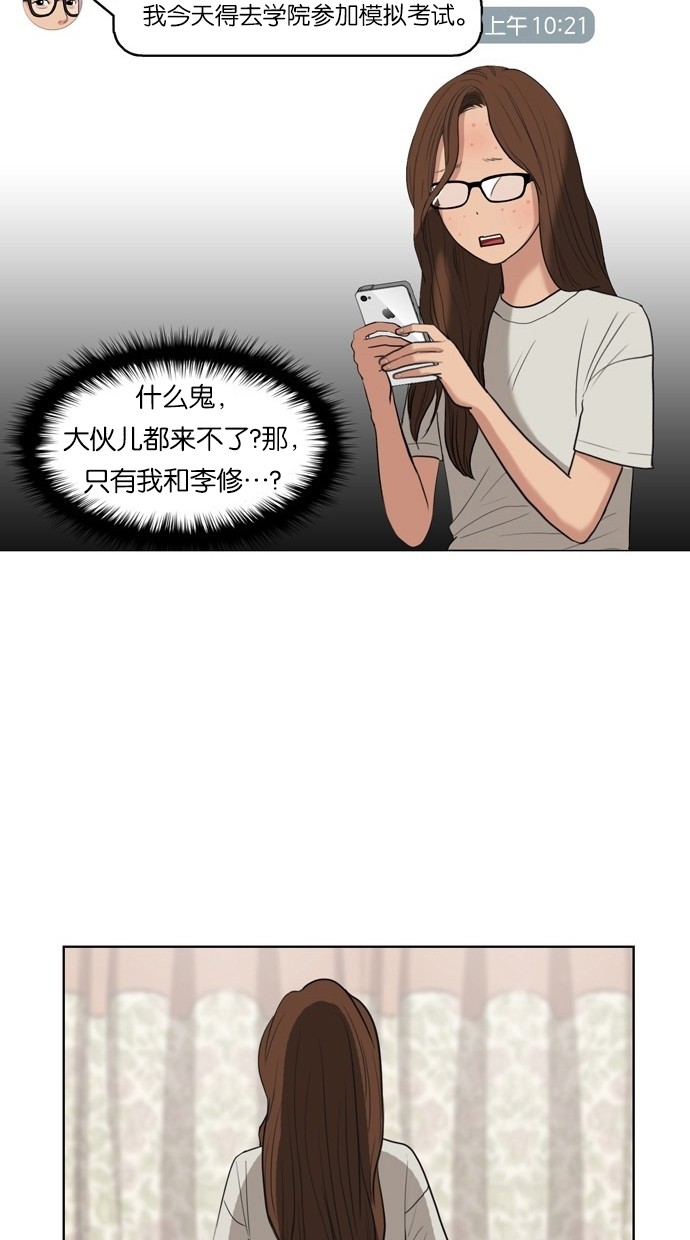 我今天得去学院参加模拟考试。
上午 10:21
什么鬼,
大伙儿都来不了?那,
只有我和李修…?